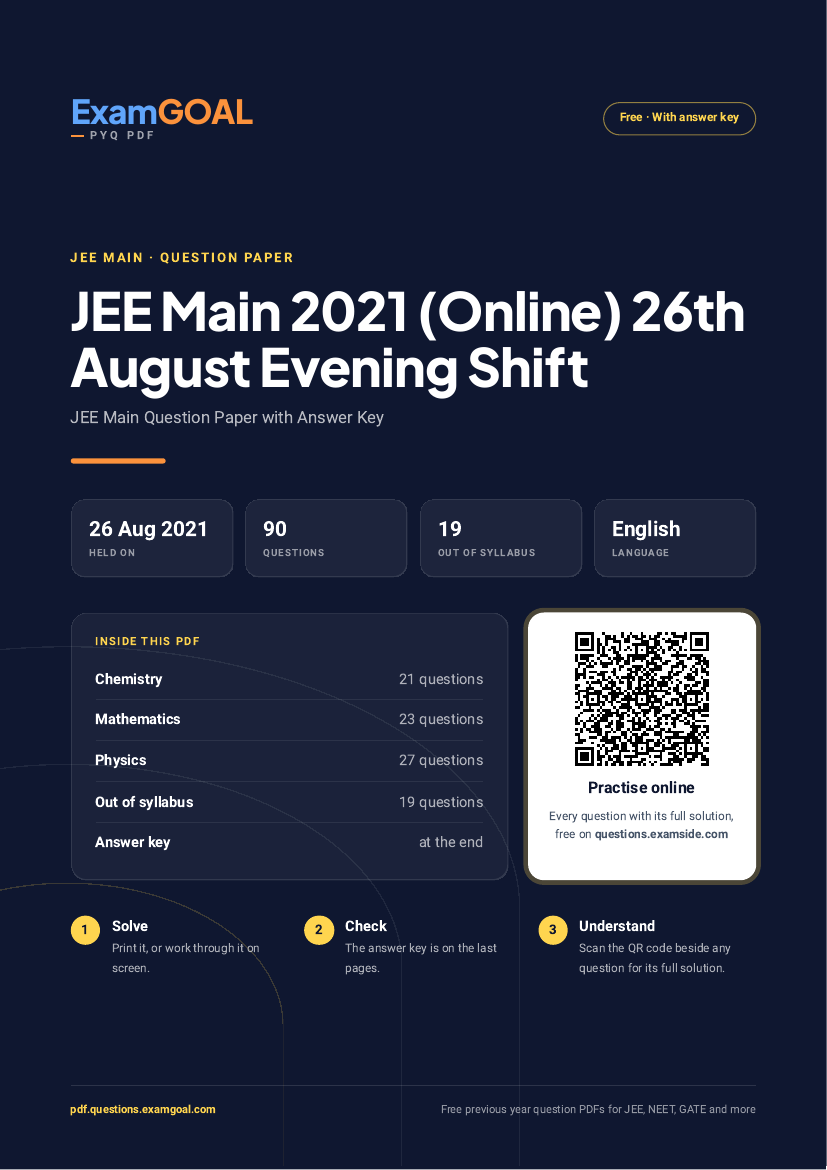 ExamGOAL
PYQ PDF
Free · With answer key
JEE MAIN · QUESTION PAPER
JEE Main 2021 (Online) 26th
August Evening Shift
JEE Main Question Paper with Answer Key
26 Aug 2021
HELD ON
90
QUESTIONS
19
OUT OF SYLLABUS
English
LANGUAGE
INSIDE THIS PDF
Chemistry 21 questions
Mathematics 23 questions
Physics 27 questions
Out of syllabus 19 questions
Answer key at the end
Practise online
Every question with its full solution,
free on questions.examside.com
1 Solve
Print it, or work through it on
screen.
2 Check
The answer key is on the last
pages.
3 Understand
Scan the QR code beside any
question for its full solution.
pdf.questions.examgoal.com
Free previous year question PDFs for JEE, NEET, GATE and more